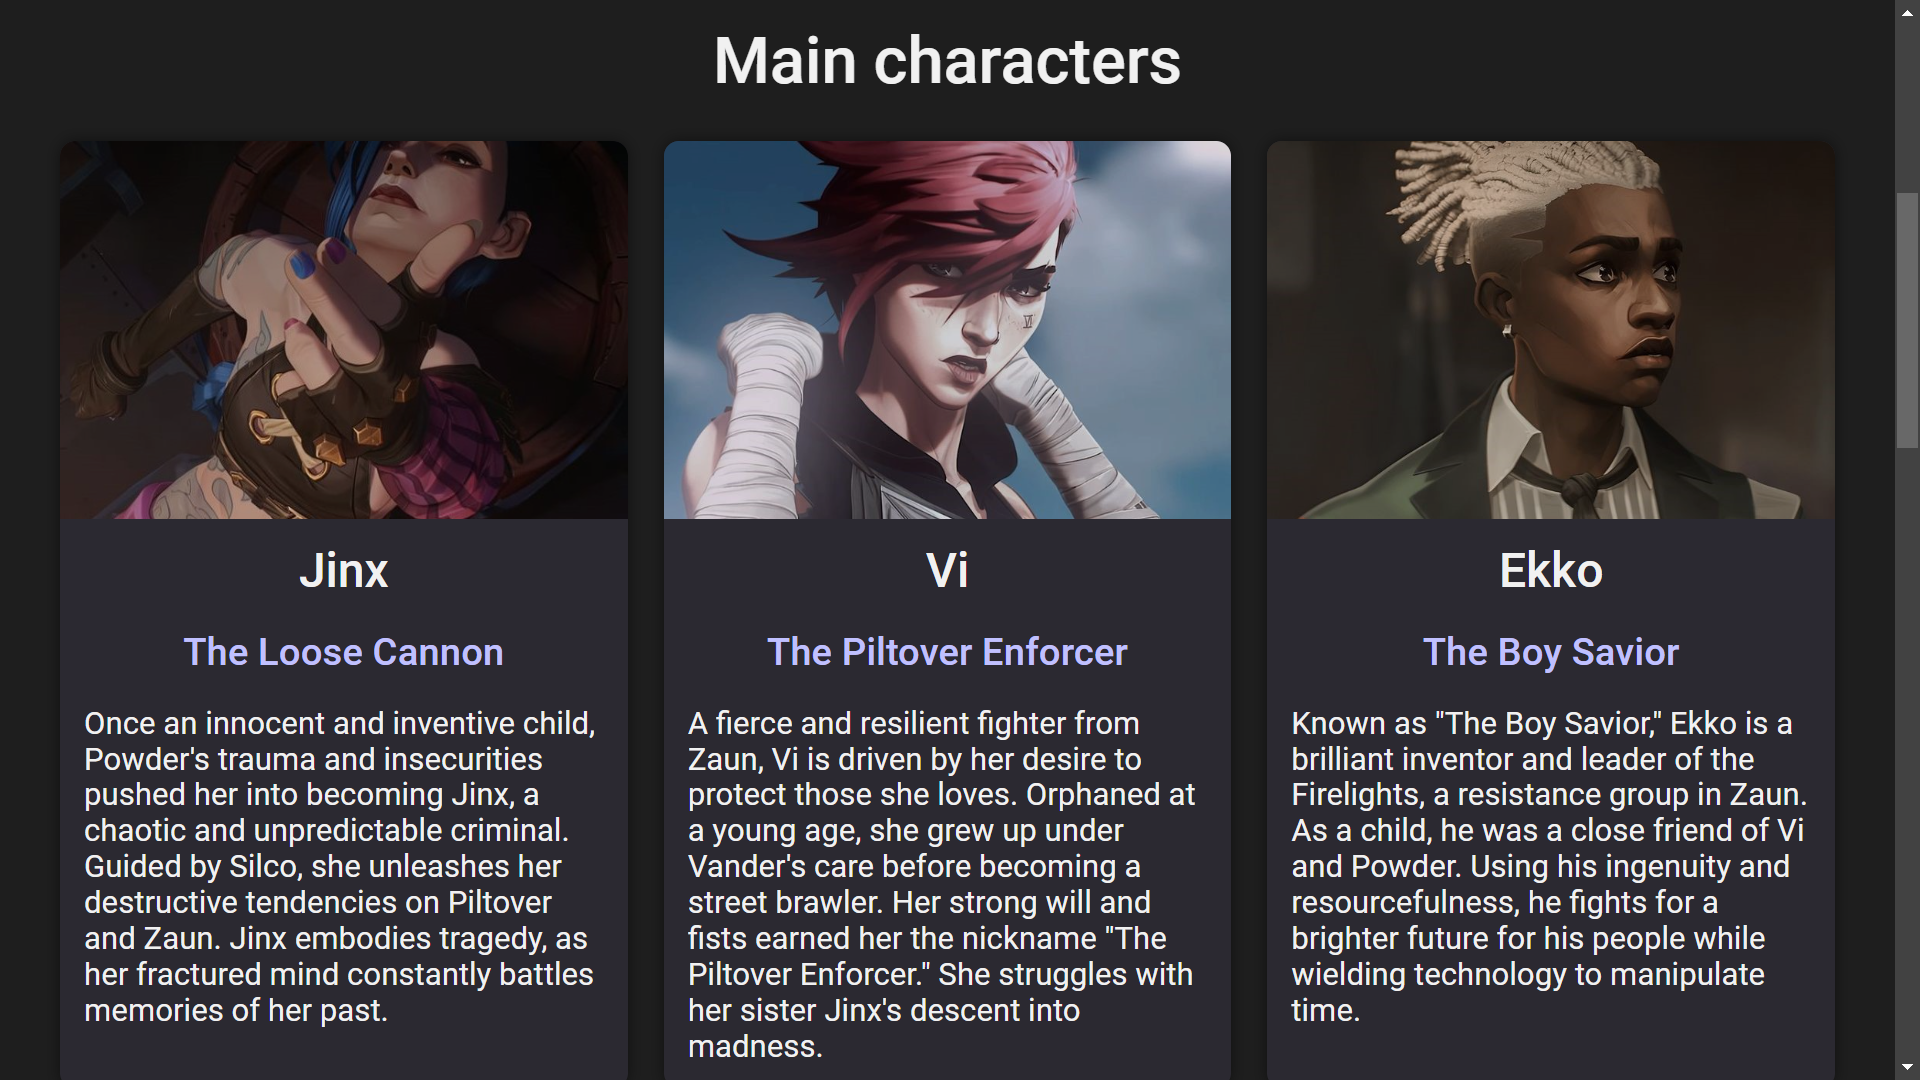 Main characters
VI
Jinx
The Loose Cannon
Once an innocent and inventive child,
Powder's trauma and insecurities
pushed her into becoming Jinx, a
chaotic and unpredictable criminal.
Guided by Silco, she unleashes her
destructive tendencies on Piltover
and Zaun. Jinx embodies tragedy, as
her fractured mind constantly battles
memories of her past.
Vi
The Piltover Enforcer
A fierce and resilient fighter from
Zaun, Vi is driven by her desire to
protect those she loves. Orphaned at
a young age, she grew up under
Vander's care before becoming a
street brawler. Her strong will and
fists earned her the nickname "The
Piltover Enforcer." She struggles with
her sister Jinx's descent into
madness.
Ekko
The Boy Savior
Known as "The Boy Savior," Ekko is a
brilliant inventor and leader of the
Firelights, a resistance group in Zaun.
As a child, he was a close friend of Vi
and Powder. Using his ingenuity and
resourcefulness, he fights for a
brighter future for his people while
wielding technology to manipulate
time.